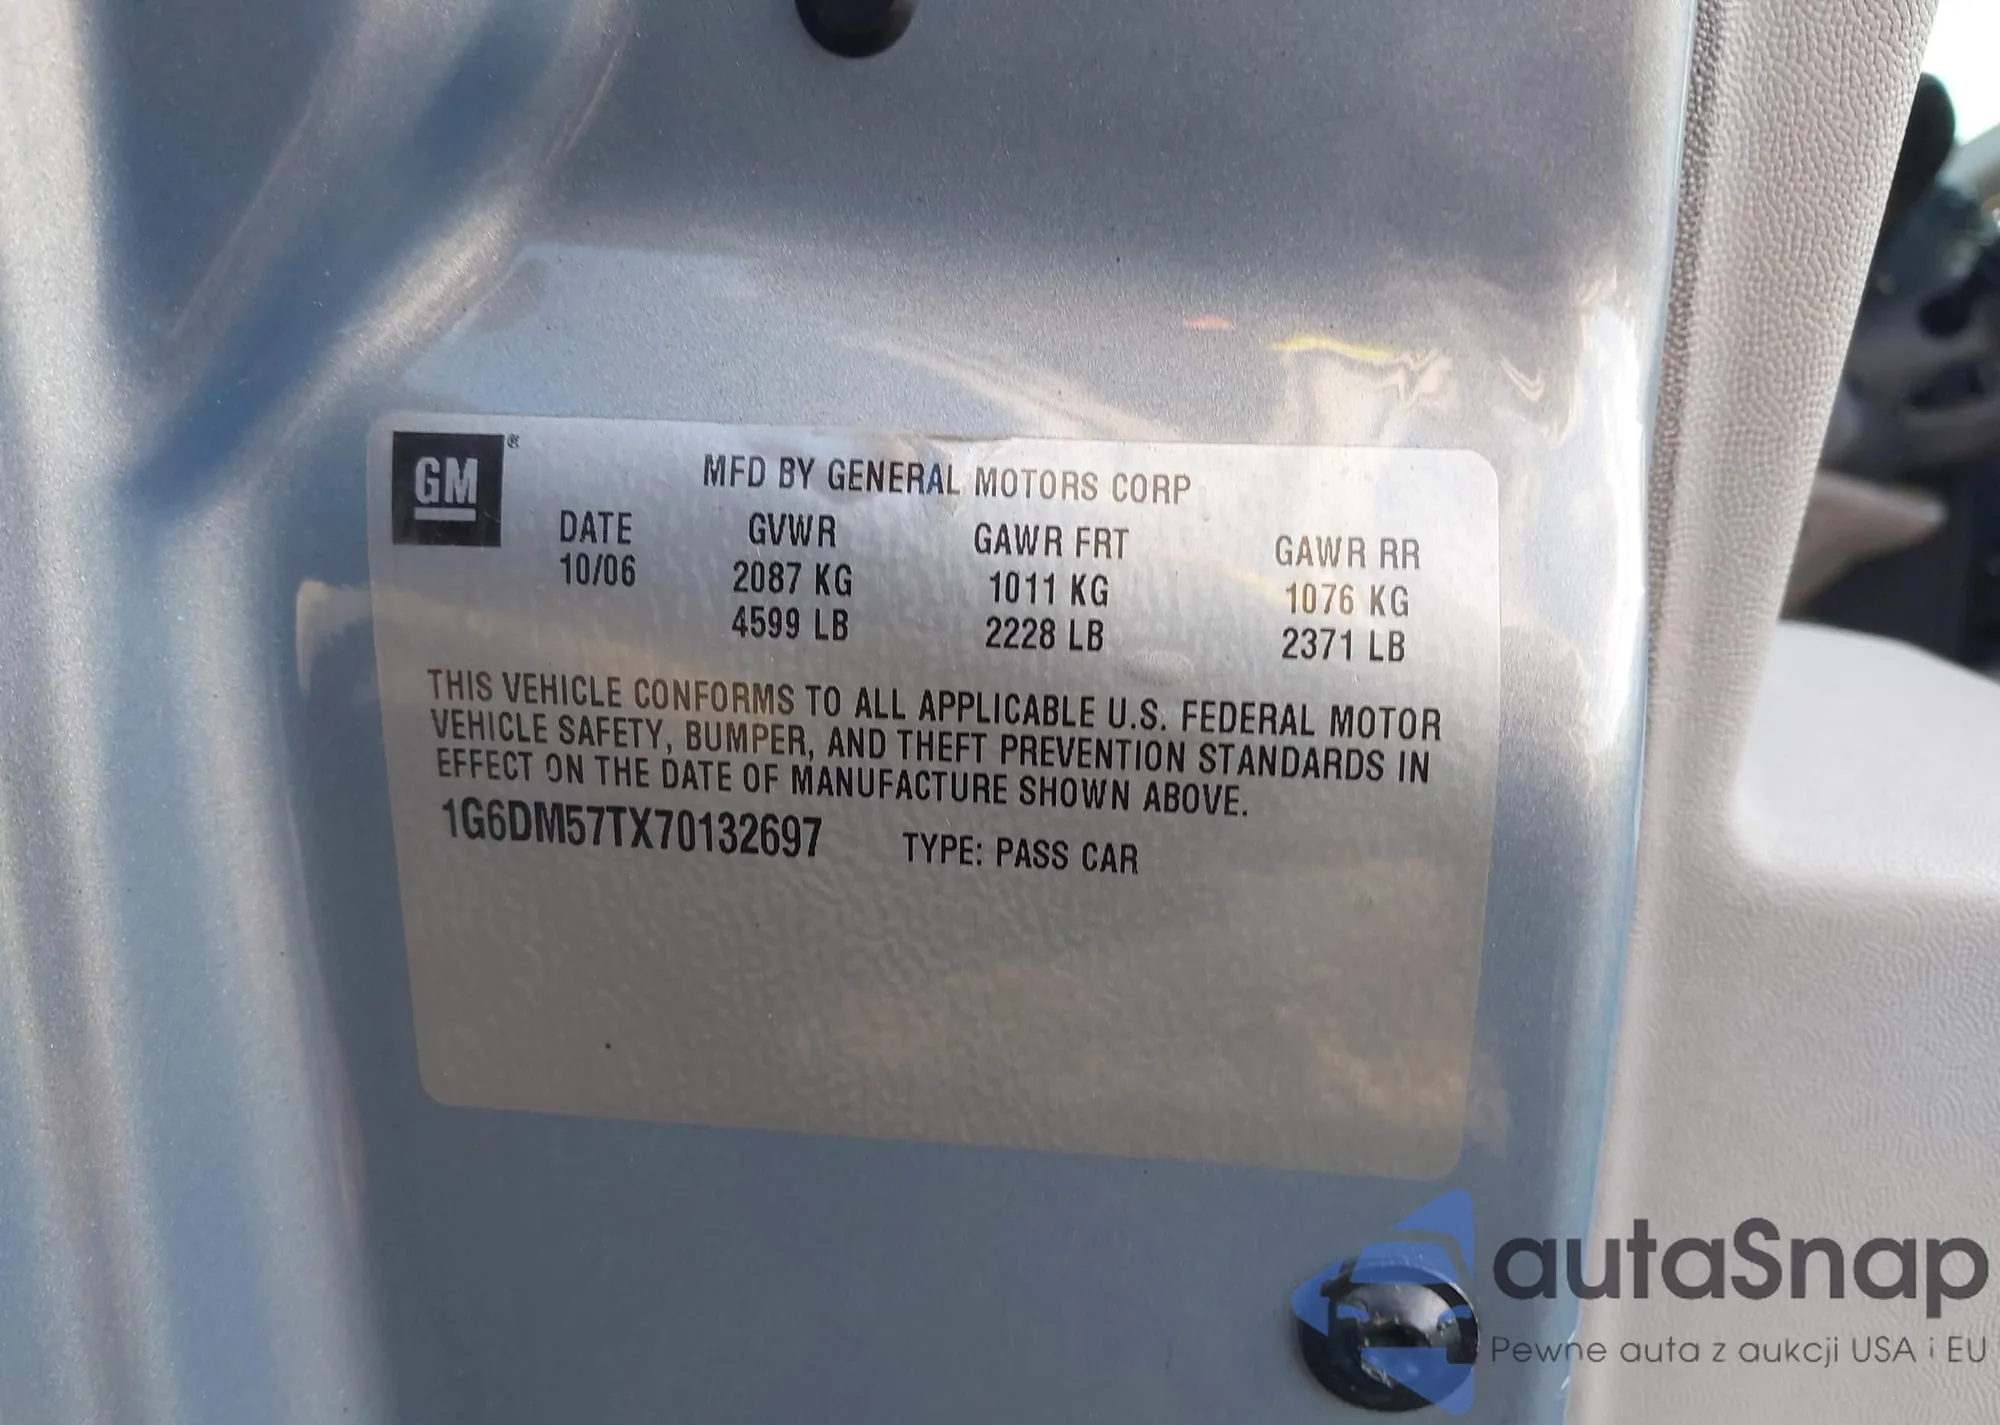 GM®
MFD BY GENERAL MOTORS CORP
DATE GVWR GAWR FRT GAWR RR
10/06 2087 KG 1011 KG 1076 KG
4599 LB 2228 LB 2371 LB
THIS VEHICLE CONFORMS TO ALL APPLICABLE U.S. FEDERAL MOTOR
VEHICLE SAFETY, BUMPER, AND THEFT PREVENTION STANDARDS IN
EFFECT ON THE DATE OF MANUFACTURE SHOWN ABOVE.
1G6DM57TX70132697 TYPE: PASS CAR
autaSnap
Pewne auta z aukcji USA i EU